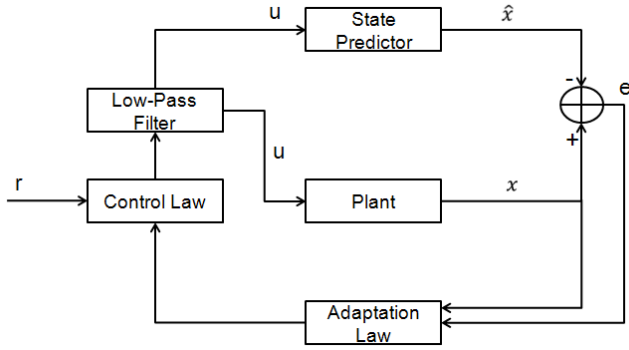 u
State
Predictor
x̂
-
e
Low-Pass
Filter
+
u
r
Control Law
Plant
x
Adaptation
Law